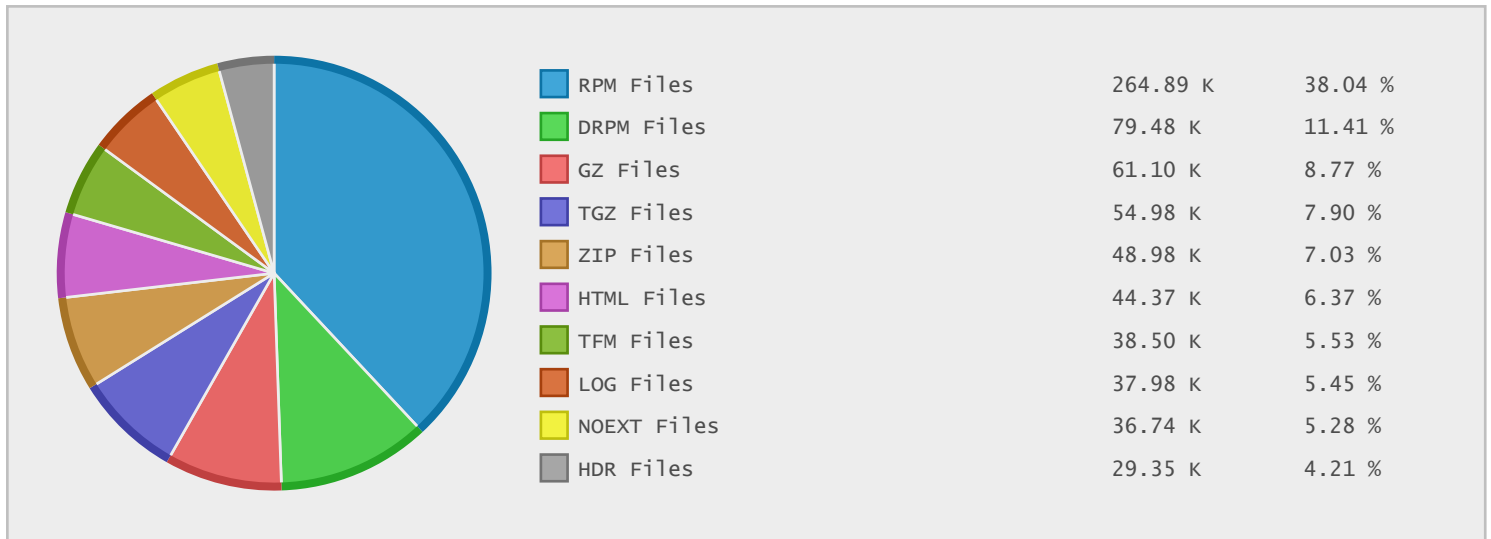 RPM Files 264.89 K 38.04 %
DRPM Files 79.48 K 11.41 %
GZ Files 61.10 K 8.77 %
TGZ Files 54.98 K 7.90 %
ZIP Files 48.98 K 7.03 %
HTML Files 44.37 K 6.37 %
TFM Files 38.50 K 5.53 %
LOG Files 37.98 K 5.45 %
NOEXT Files 36.74 K 5.28 %
HDR Files 29.35 K 4.21 %